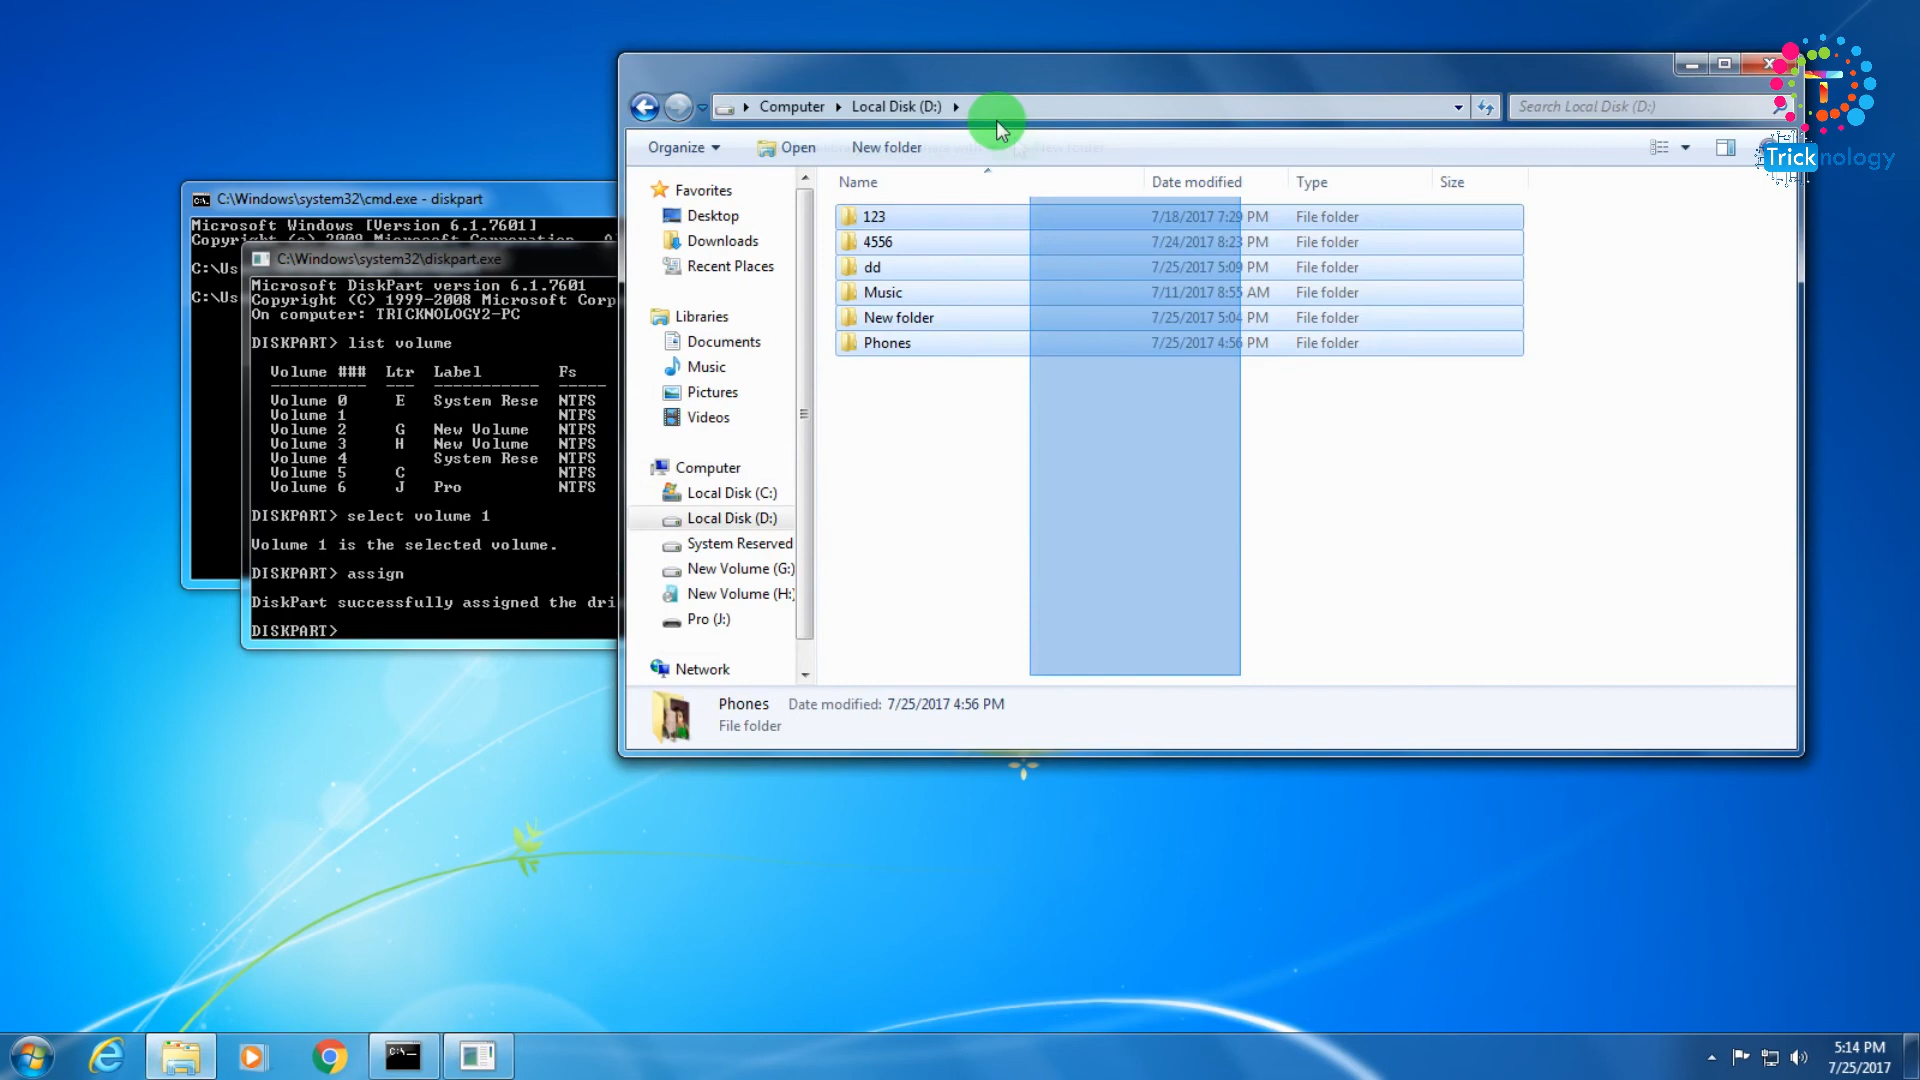 C:\Windows\system32\cmd.exe - diskpart
Microsoft Windows [Version 6.1.7601]
C:\Us
C:\Us
C:\Windows\system32\diskpart.exe
Microsoft DiskPart version 6.1.7601
Copyright (C) 1999-2008 Microsoft Corp
On computer: TRICKNOLOGY2-PC
DISKPART> list volume
Volume ### Ltr Label Fs
Volume 0 E System Rese NTFS
Volume 1 NTFS
Volume 2 G New Volume NTFS
Volume 3 H New Volume NTFS
Volume 4 System Rese NTFS
Volume 5 C NTFS
Volume 6 J Pro NTFS
DISKPART> select volume 1
Volume 1 is the selected volume.
DISKPART> assign
DiskPart successfully assigned the dri
DISKPART>
Computer Local Disk (D:)
Search Local Disk (D:)
Organize Open New folder
Favorites
Desktop
Downloads
Recent Places
Libraries
Documents
Music
Pictures
Videos
Computer
Local Disk (C:)
Local Disk (D:)
System Reserved
New Volume (G:)
New Volume (H:)
Pro (J:)
Network
Name Date modified Type Size
123 7/18/2017 7:29 PM File folder
4556 7/24/2017 8:23 PM File folder
dd 7/25/2017 5:09 PM File folder
Music 7/11/2017 8:55 AM File folder
New folder 7/25/2017 5:04 PM File folder
Phones 7/25/2017 4:56 PM File folder
Phones Date modified: 7/25/2017 4:56 PM
File folder
T
Tricknology
5:14 PM
7/25/2017